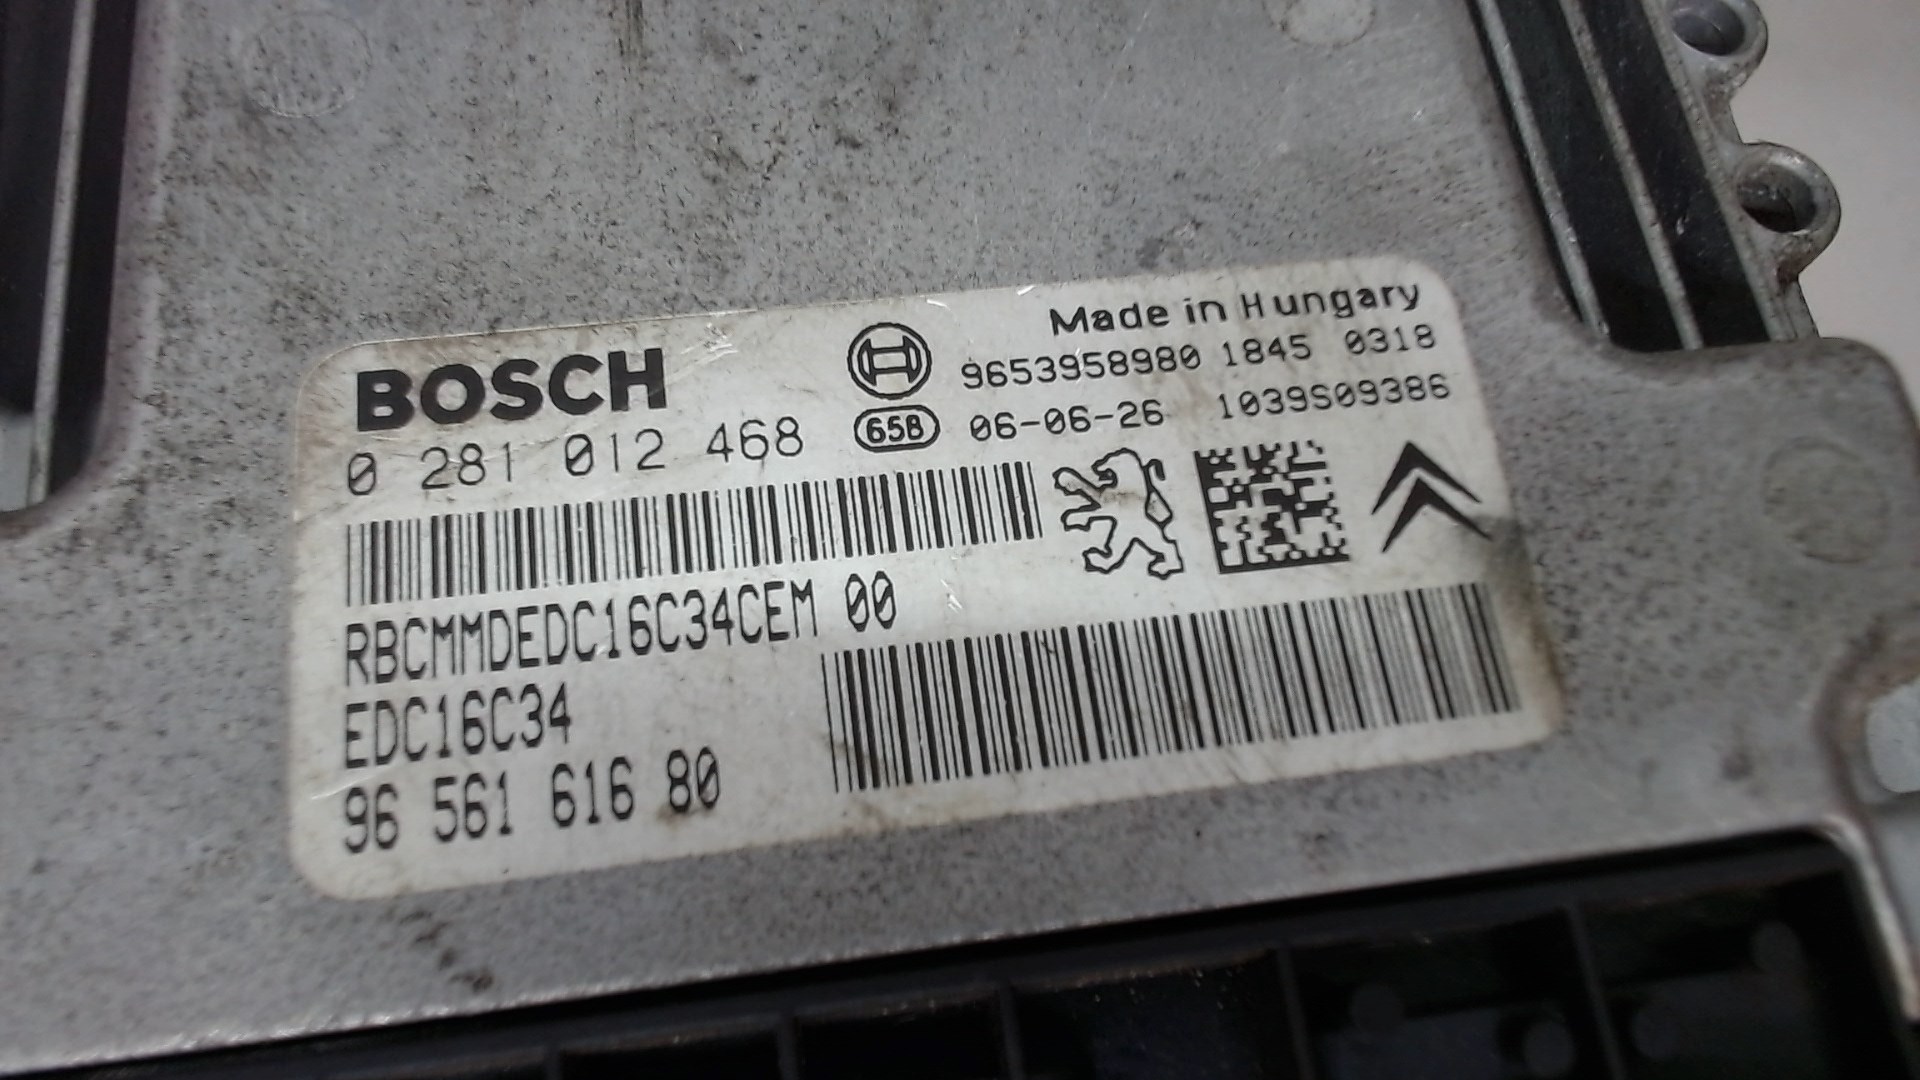 Made in Hungary
BOSCH 9653958980 1845 0318
0 281 012 468 658 06-06-26 1039S09386
RBCMMDEDC16C34CEM 00
EDC16C34
96 561 616 80